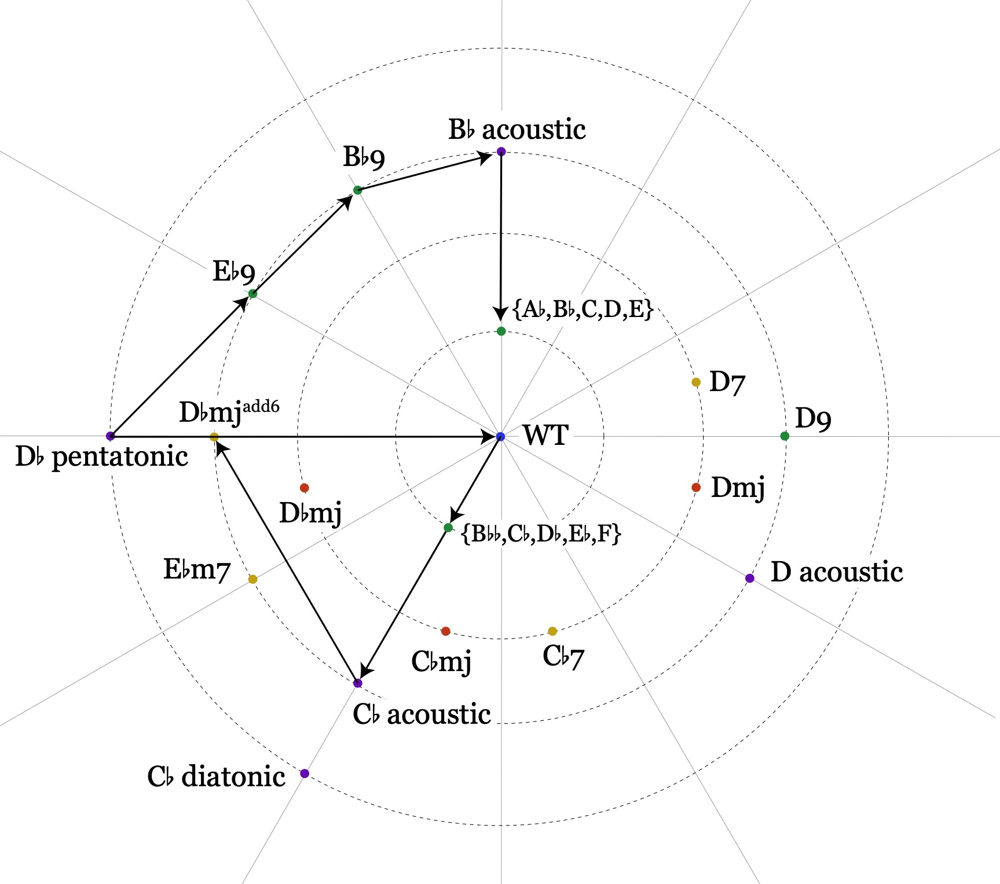 B♭ acoustic
B♭9
E♭9
{A♭,B♭,C,D,E}
D7
D♭mjadd6
D9
WT
D♭ pentatonic
Dmj
D♭mj
{B♭♭,C♭,D♭,E♭,F}
E♭m7
D acoustic
C♭mj
C♭7
C♭ acoustic
C♭ diatonic